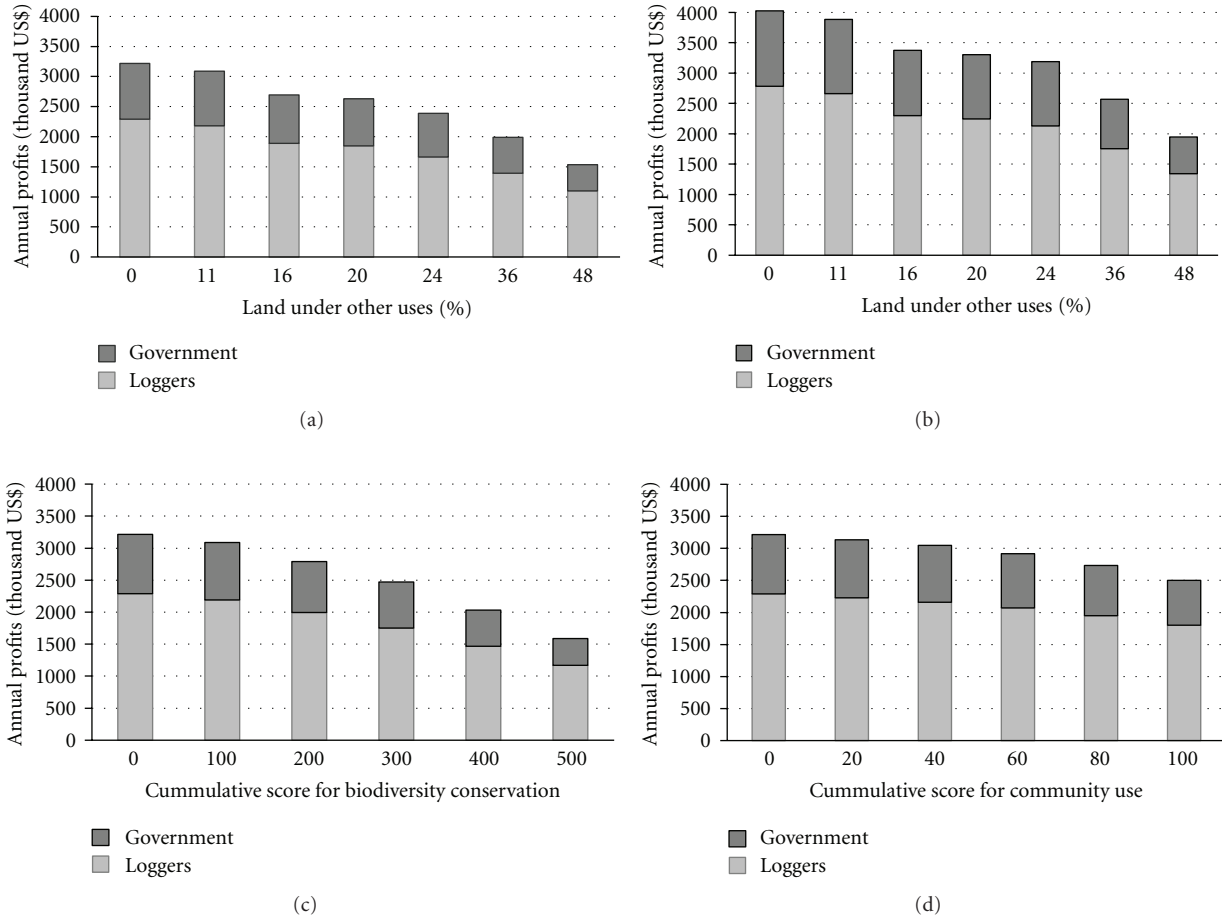 Annual profits (thousand US$)
4000
3500
3000
2500
2000
1500
1000
500
0
0 11 16 20 24 36 48
Land under other uses (%)
Government
Loggers
(a)
Annual profits (thousand US$)
4000
3500
3000
2500
2000
1500
1000
500
0
0 11 16 20 24 36 48
Land under other uses (%)
Government
Loggers
(b)
Annual profits (thousand US$)
4000
3500
3000
2500
2000
1500
1000
500
0
0 100 200 300 400 500
Cummulative score for biodiversity conservation
Government
Loggers
(c)
Annual profits (thousand US$)
4000
3500
3000
2500
2000
1500
1000
500
0
0 20 40 60 80 100
Cummulative score for community use
Government
Loggers
(d)